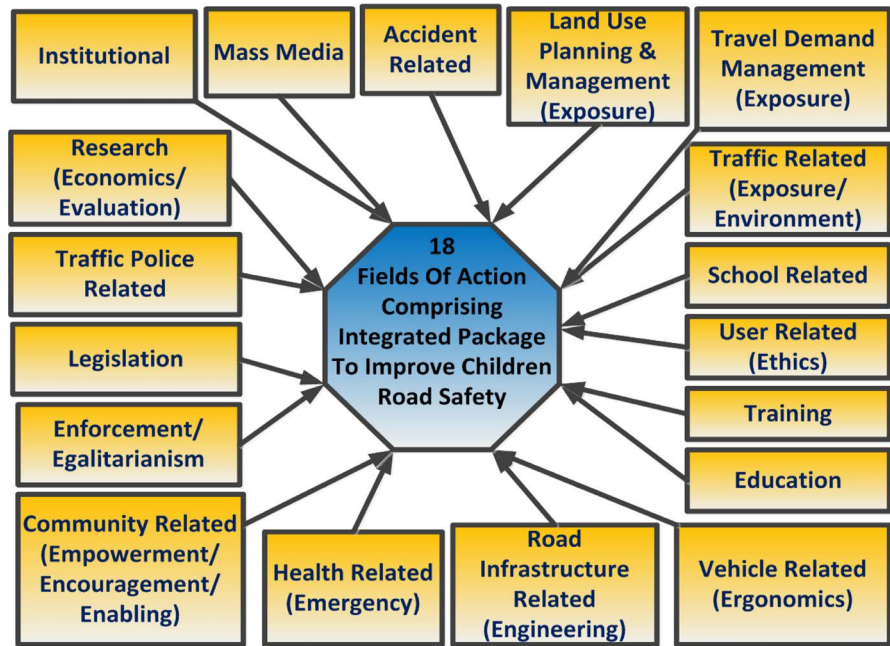 Institutional
Mass Media
Accident
Related
Land Use
Planning &
Management
(Exposure)
Travel Demand
Management
(Exposure)
Research
(Economics/
Evaluation)
Traffic Related
(Exposure/
Environment)
Traffic Police
Related
School Related
Legislation
User Related
(Ethics)
Enforcement/
Egalitarianism
Training
Education
18
Fields Of Action
Comprising
Integrated Package
To Improve Children
Road Safety
Community Related
(Empowerment/
Encouragement/
Enabling)
Health Related
(Emergency)
Road
Infrastructure
Related
(Engineering)
Vehicle Related
(Ergonomics)